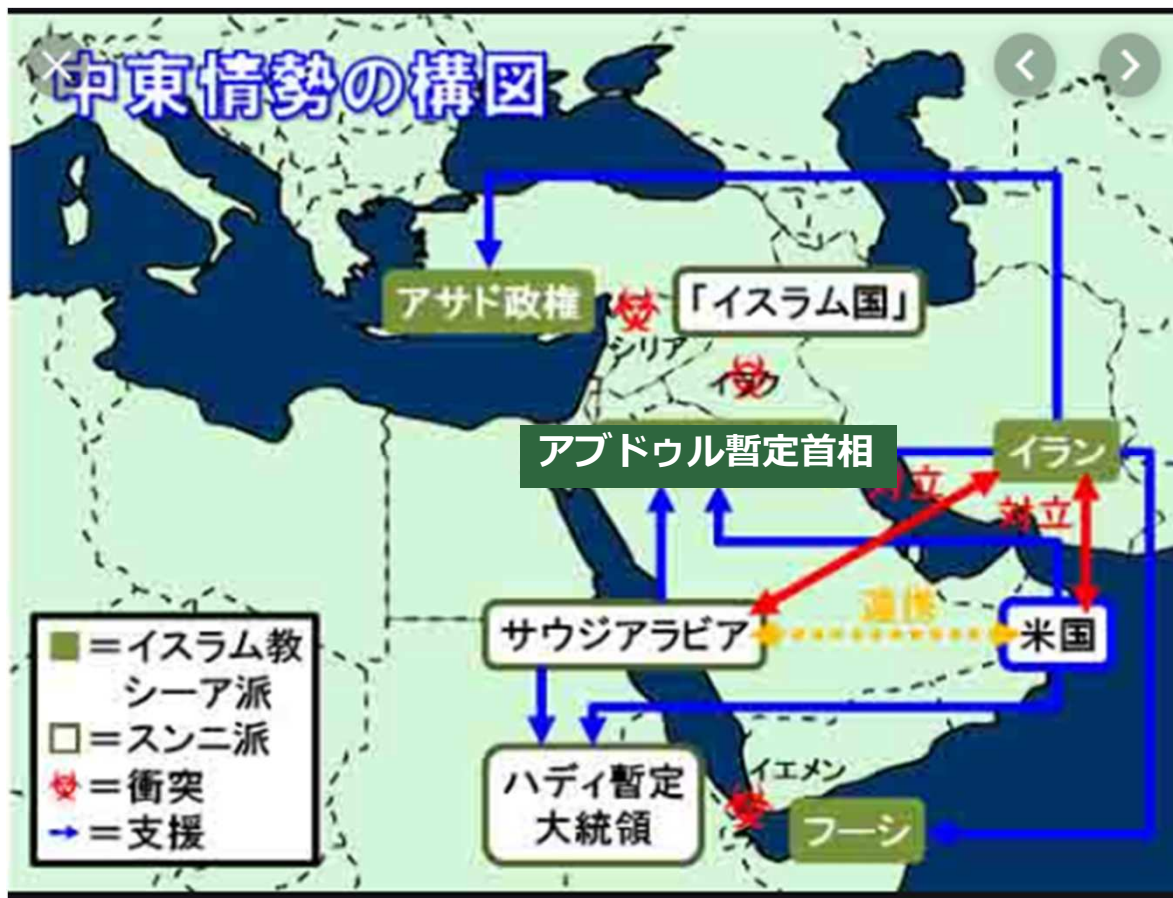 中東情勢の構図
アサド政権
「イスラム国」
シリア
イラク
アブドゥル暫定首相
イラン
対立
対立
サウジアラビア
連携
米国
＝イスラム教
シーア派
＝スンニ派
＝衝突
＝支援
ハディ暫定
大統領
イエメン
フーシ